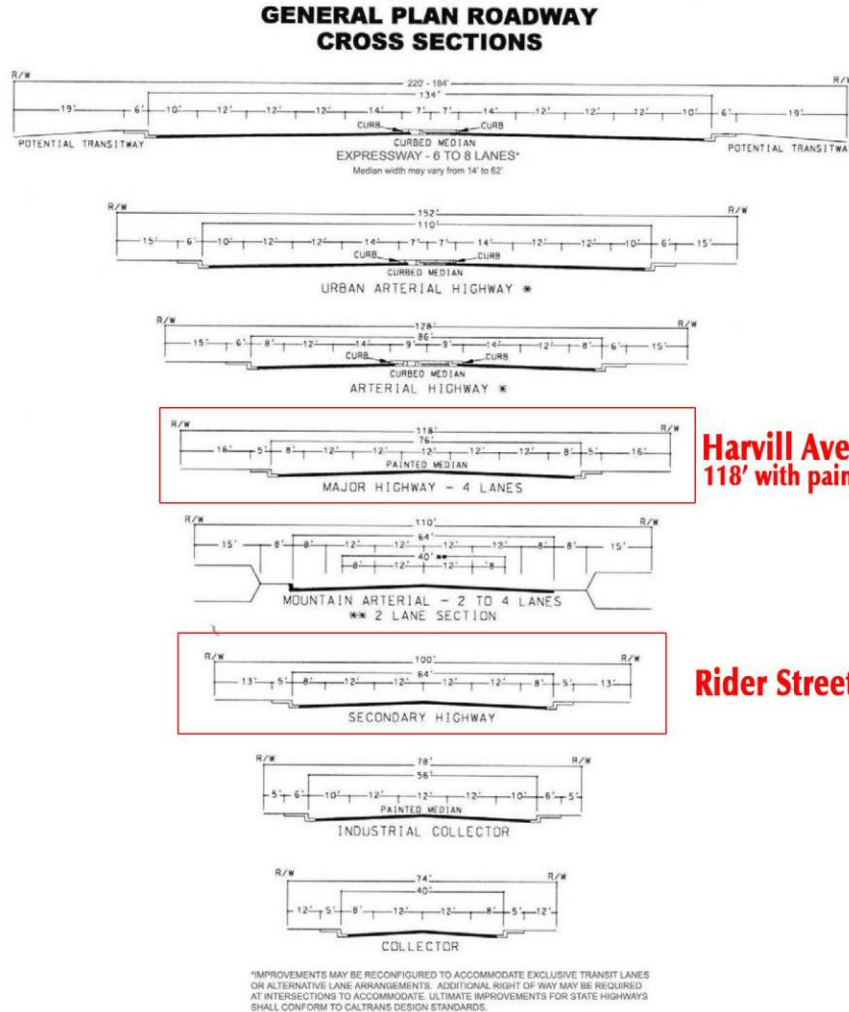 GENERAL PLAN ROADWAY
CROSS SECTIONS
R/W R/W
220' - 184'
134'
19' 6' 10' 12' 12' 12' 14' 7' 7' 14' 12' 12' 12' 10' 6' 19'
CURB CURB
POTENTIAL TRANSITWAY CURBED MEDIAN POTENTIAL TRANSITWA
EXPRESSWAY - 6 TO 8 LANES*
Median width may vary from 14' to 62'
R/W R/W
152'
110'
15' 6' 10' 12' 12' 14' 7' 7' 14' 12' 12' 10' 6' 15'
CURB CURB
CURBED MEDIAN
URBAN ARTERIAL HIGHWAY *
R/W R/W
128'
86'
15' 6' 8' 12' 14' 9' 9' 14' 12' 8' 6' 15'
CURB CURB
CURBED MEDIAN
ARTERIAL HIGHWAY *
R/W R/W
118'
76'
16' 5' 8' 12' 12' 12' 12' 12' 8' 5' 16'
PAINTED MEDIAN
MAJOR HIGHWAY - 4 LANES
Harvill Ave
118' with pain
R/W R/W
110'
64'
15' 8' 8' 12' 12' 12' 12' 8' 8' 15'
40' **
8' 12' 12' 8
MOUNTAIN ARTERIAL - 2 TO 4 LANES
** 2 LANE SECTION
R/W R/W
100'
64'
13' 5' 8' 12' 12' 12' 12' 8' 5' 13'
SECONDARY HIGHWAY
Rider Street
R/W R/W
78'
56'
5' 6' 10' 12' 12' 12' 10' 6' 5'
PAINTED MEDIAN
INDUSTRIAL COLLECTOR
R/W R/W
74'
40'
12' 5' 8' 12' 12' 8' 5' 12'
COLLECTOR
*IMPROVEMENTS MAY BE RECONFIGURED TO ACCOMMODATE EXCLUSIVE TRANSIT LANES
OR ALTERNATIVE LANE ARRANGEMENTS. ADDITIONAL RIGHT OF WAY MAY BE REQUIRED
AT INTERSECTIONS TO ACCOMMODATE. ULTIMATE IMPROVEMENTS FOR STATE HIGHWAYS
SHALL CONFORM TO CALTRANS DESIGN STANDARDS.